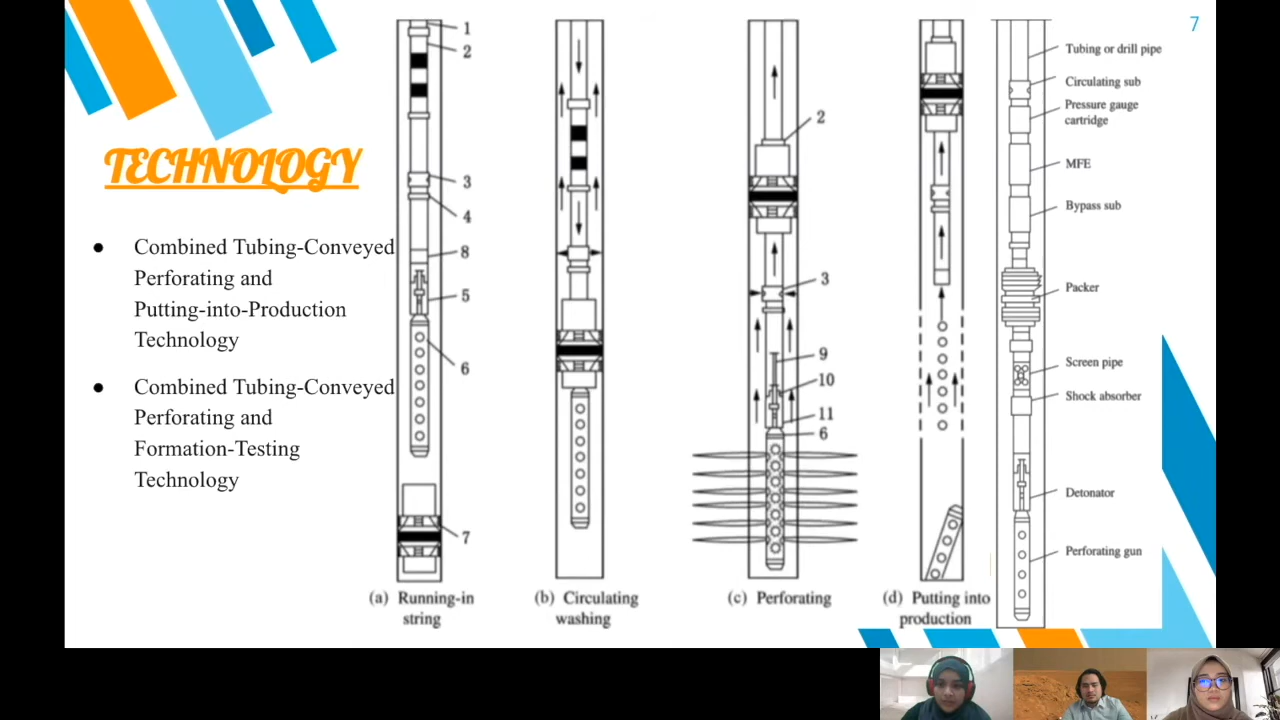 7
TECHNOLOGY
● Combined Tubing-Conveyed
Perforating and
Putting-into-Production
Technology
● Combined Tubing-Conveyed
Perforating and
Formation-Testing
Technology
1
2
3
4
8
5
6
7
(a) Running-in
string
(b) Circulating
washing
2
3
9
10
11
6
(c) Perforating
(d) Putting into
production
Tubing or drill pipe
Circulating sub
Pressure gauge
cartridge
MFE
Bypass sub
Packer
Screen pipe
Shock absorber
Detonator
Perforating gun